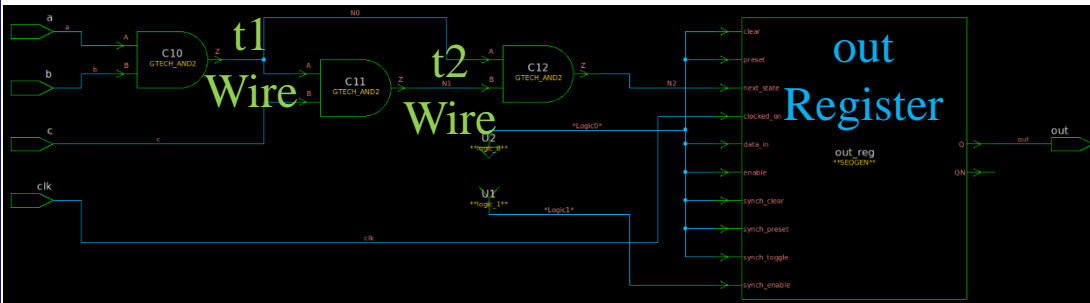 a
a
b
b
c
c
clk
clk
A
B
C10
GTECH_AND2
Z
t1
Wire
N0
A
B
C11
GTECH_AND2
Z
t2
Wire
N1
A
B
C12
GTECH_AND2
Z
N2
*Logic0*
U2
**logic_0**
U1
**logic_1**
*Logic1*
clear
preset
next_state
clocked_on
data_in
enable
synch_clear
synch_preset
synch_toggle
synch_enable
out
Register
out_reg
**SEQGEN**
Q
QN
out
out